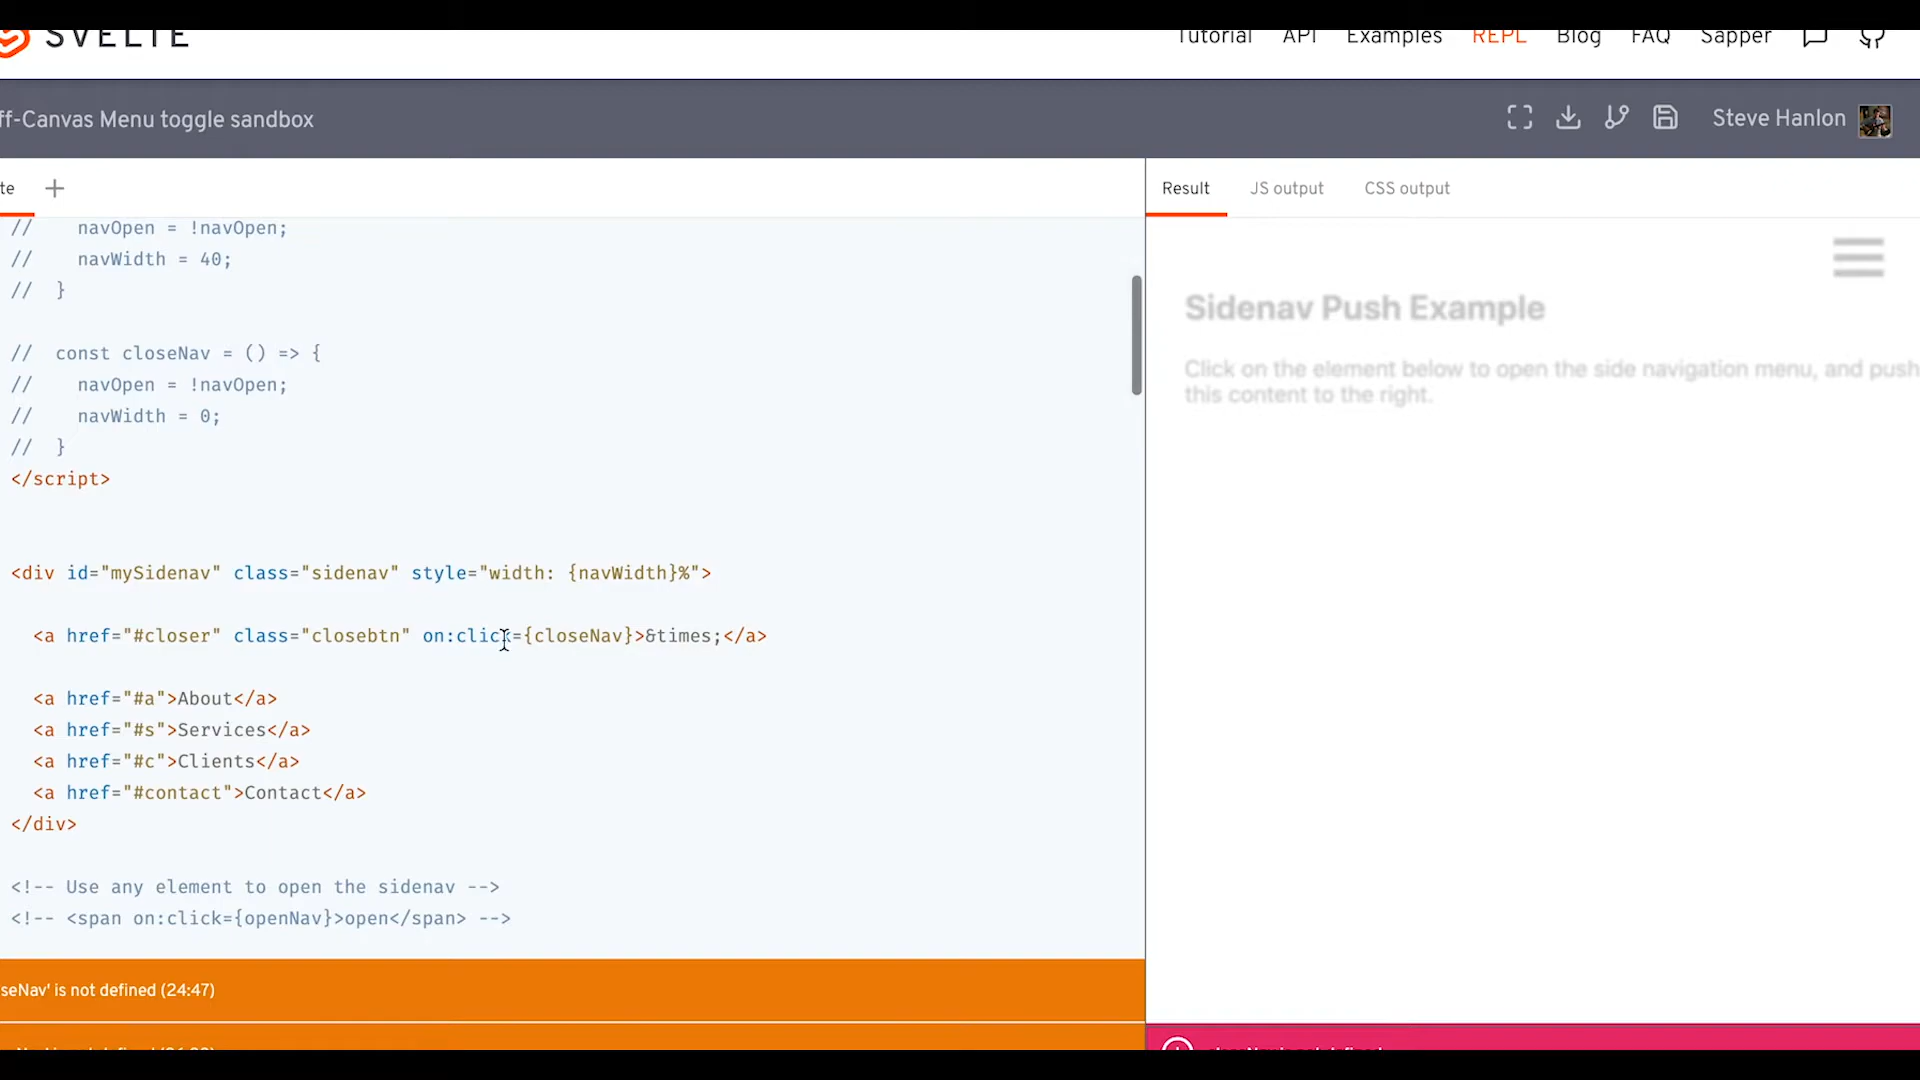 SVELTE
Tutorial API Examples REPL Blog FAQ Sapper
ff-Canvas Menu toggle sandbox
Steve Hanlon
te +
Result JS output CSS output
// navOpen = !navOpen;
// navWidth = 40;
// }
// const closeNav = () => {
// navOpen = !navOpen;
// navWidth = 0;
// }
</script>
<div id="mySidenav" class="sidenav" style="width: {navWidth}%">
<a href="#closer" class="closebtn" on:click={closeNav}>&times;</a>
<a href="#a">About</a>
<a href="#s">Services</a>
<a href="#c">Clients</a>
<a href="#contact">Contact</a>
</div>
<!-- Use any element to open the sidenav -->
<!-- <span on:click={openNav}>open</span> -->
seNav' is not defined (24:47)
Sidenav Push Example
Click on the element below to open the side navigation menu, and push
this content to the right.